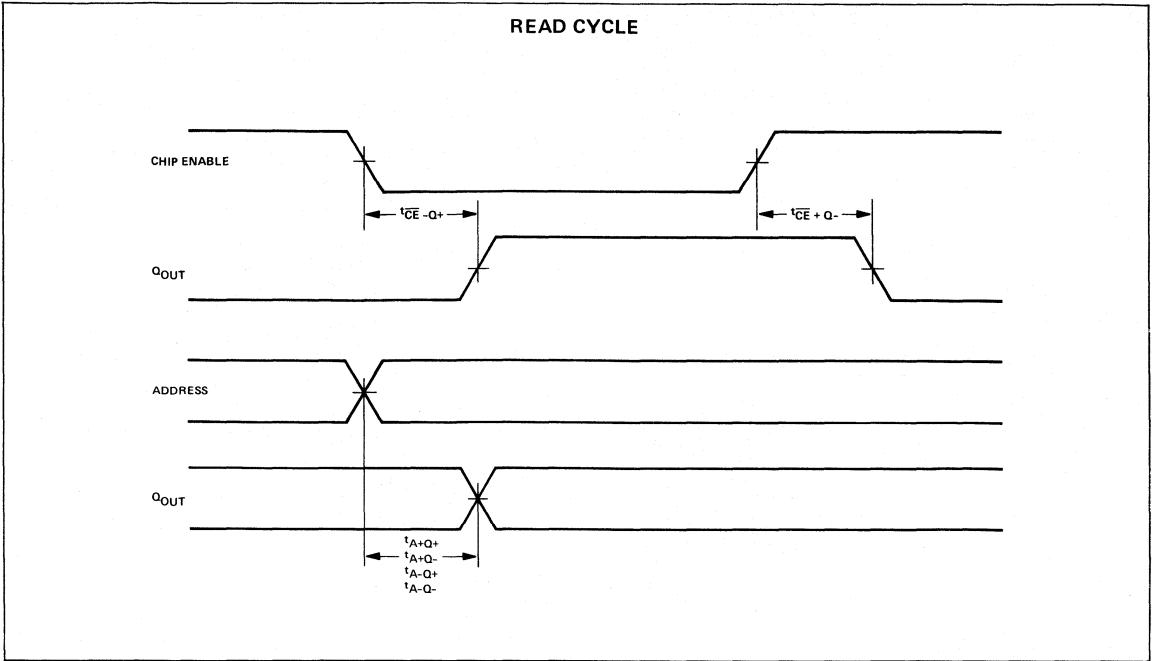 READ CYCLE
CHIP ENABLE
tCE -Q+
tCE + Q-
QOUT
ADDRESS
QOUT
tA+Q+
tA+Q-
tA-Q+
tA-Q-